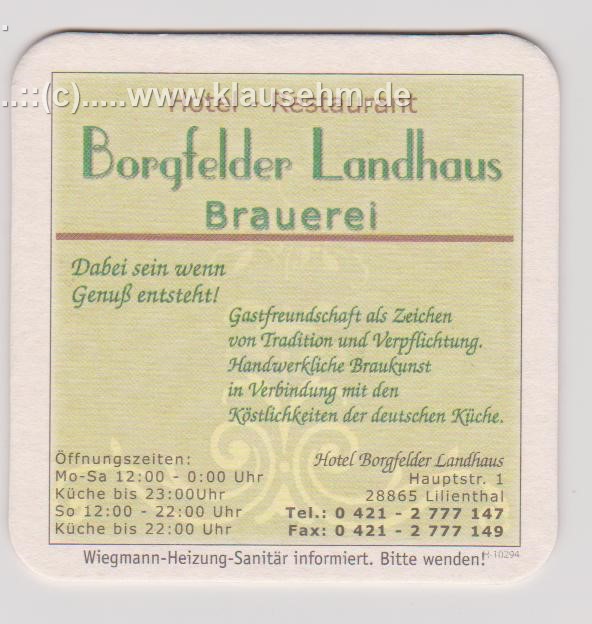 ..::(c).....www.klausehm.de
Hotel - Restaurant
Borgfelder Landhaus
Brauerei
Dabei sein wenn
Genuß entsteht!
Gastfreundschaft als Zeichen
von Tradition und Verpflichtung.
Handwerkliche Braukunst
in Verbindung mit den
Köstlichkeiten der deutschen Küche.
Öffnungszeiten:
Mo-Sa 12:00 - 0:00 Uhr
Küche bis 23:00Uhr
So 12:00 - 22:00 Uhr
Küche bis 22:00 Uhr
Hotel Borgfelder Landhaus
Hauptstr. 1
28865 Lilienthal
Tel.: 0 421 - 2 777 147
Fax: 0 421 - 2 777 149
Wiegmann-Heizung-Sanitär informiert. Bitte wenden!
H-10294